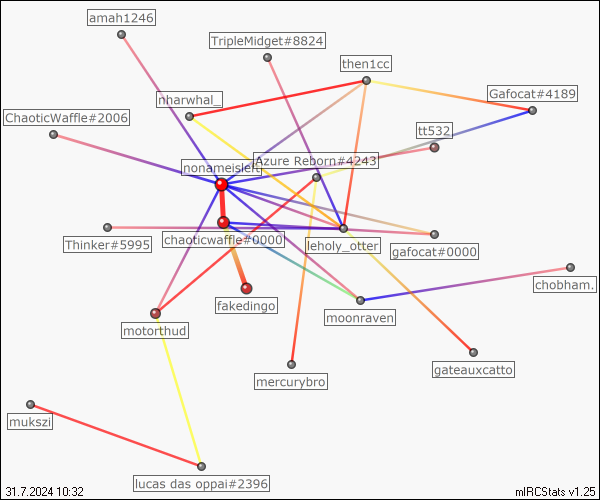 amah1246
TripleMidget#8824
then1cc
Gafocat#4189
nharwhal_
ChaoticWaffle#2006
tt532
Azure Reborn#4243
nonameisleft
Thinker#5995
chaoticwaffle#0000
leholy_otter
gafocat#0000
chobham.
fakedingo
moonraven
motorthud
gateauxcatto
mercurybro
mukszi
lucas das oppai#2396
31.7.2024 10:32
mIRCStats v1.25